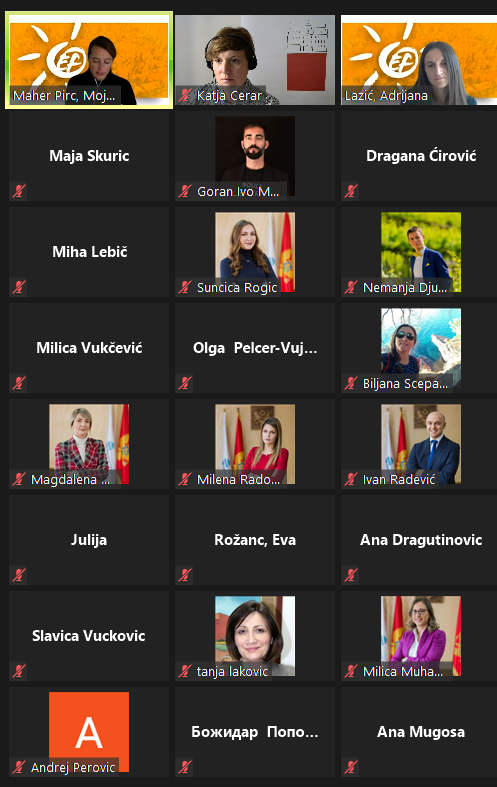 EF
EF
Maher Pirc, Moj...
Katja Cerar
Lazić, Adrijana
Maja Skuric
Goran Ivo M...
Dragana Ćirović
Miha Lebič
Suncica Rogic
Nemanja Dju...
Milica Vukčević
Olga Pelcer-Vuj...
Biljana Scepa...
Magdalena ...
Milena Rado...
Ivan Radević
Julija
Rožanc, Eva
Ana Dragutinovic
Slavica Vuckovic
tanja lakovic
Milica Muha...
A
Andrej Perovic
Божидар Попо...
Ana Mugosa